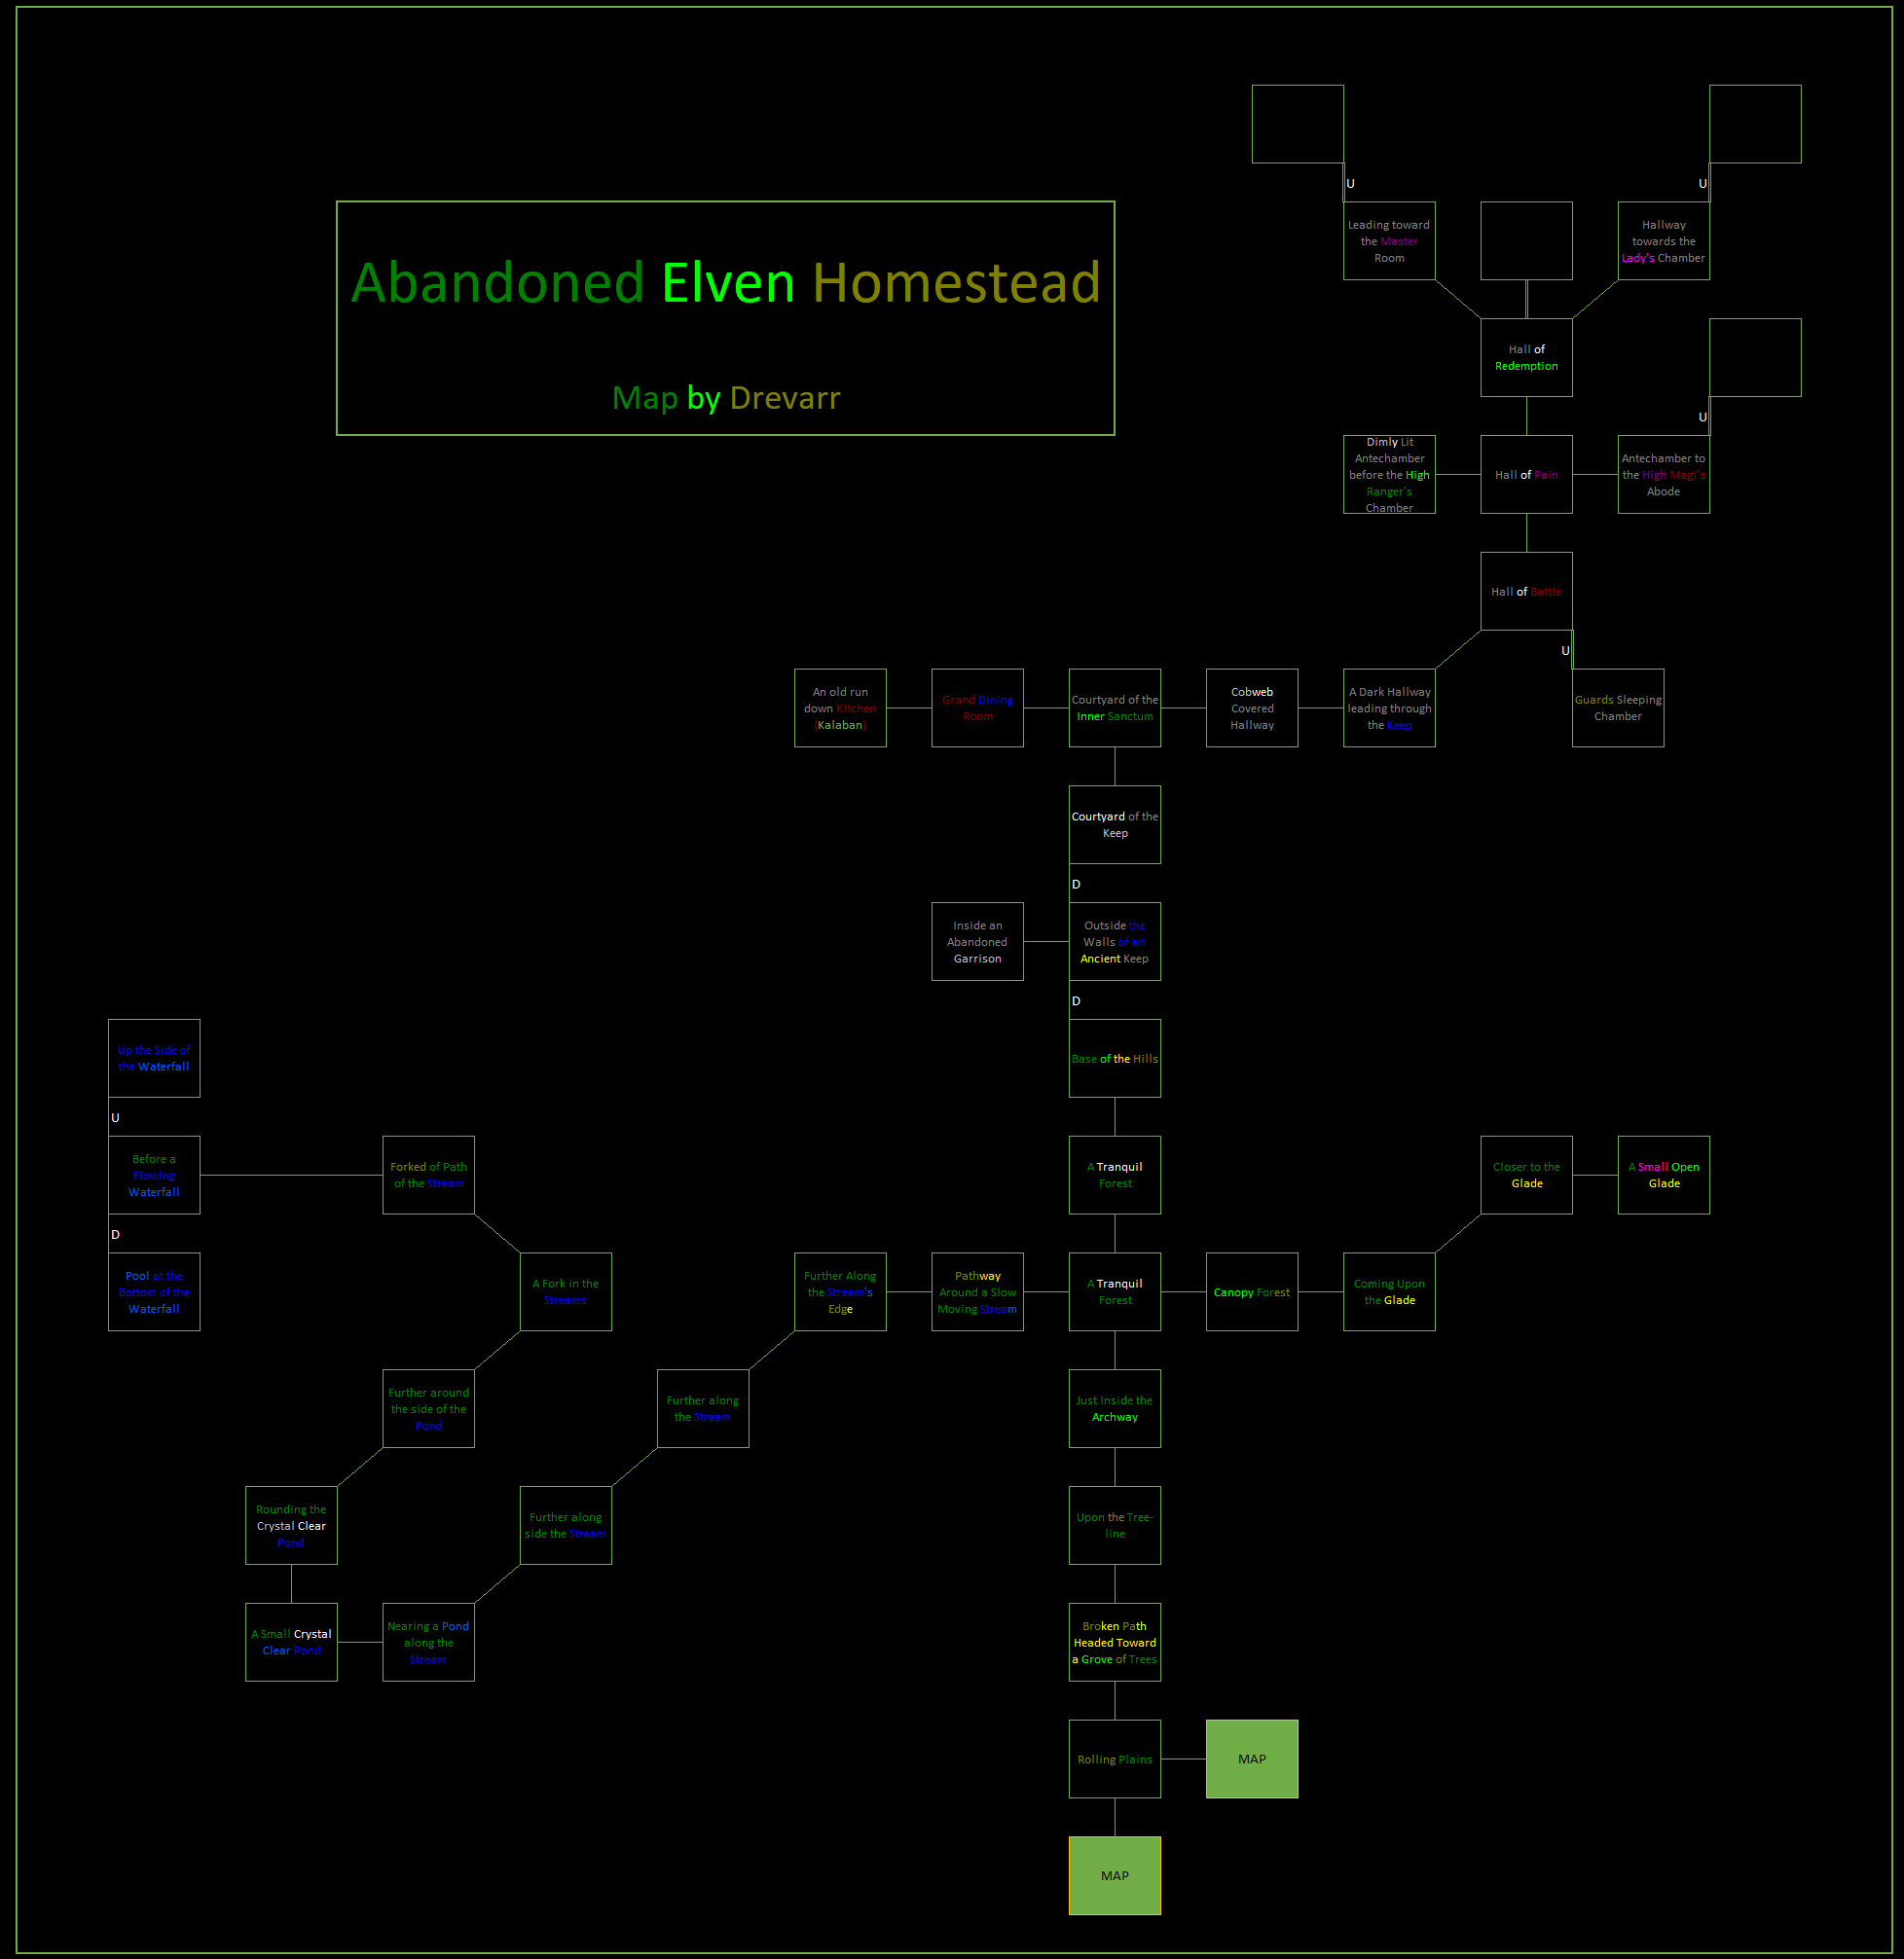 U
U
Leading toward
the Master
Room
Hallway
towards the
Lady's Chamber
Abandoned Elven Homestead
Map by Drevarr
Hall of
Redemption
U
Dimly Lit
Antechamber
before the High
Ranger's
Chamber
Hall of Pain
Antechamber to
the High Magi's
Abode
Hall of Battle
U
An old run
down Kitchen
(Kalaban)
Grand Dining
Room
Courtyard of the
Inner Sanctum
Cobweb
Covered
Hallway
A Dark Hallway
leading through
the Keep
Guards Sleeping
Chamber
Courtyard of the
Keep
D
Inside an
Abandoned
Garrison
Outside the
Walls of an
Ancient Keep
D
Up the Side of
the Waterfall
Base of the Hills
U
Before a
Flowing
Waterfall
Forked of Path
of the Stream
A Tranquil
Forest
Closer to the
Glade
A Small Open
Glade
D
Pool at the
Bottom of the
Waterfall
A Fork in the
Streams
Further Along
the Stream's
Edge
Pathway
Around a Slow
Moving Stream
A Tranquil
Forest
Canopy Forest
Coming Upon
the Glade
Further around
the side of the
Pond
Further along
the Stream
Just Inside the
Archway
Rounding the
Crystal Clear
Pond
Further along
side the Stream
Upon the Tree-
line
A Small Crystal
Clear Pond
Nearing a Pond
along the
Stream
Broken Path
Headed Toward
a Grove of Trees
Rolling Plains
MAP
MAP